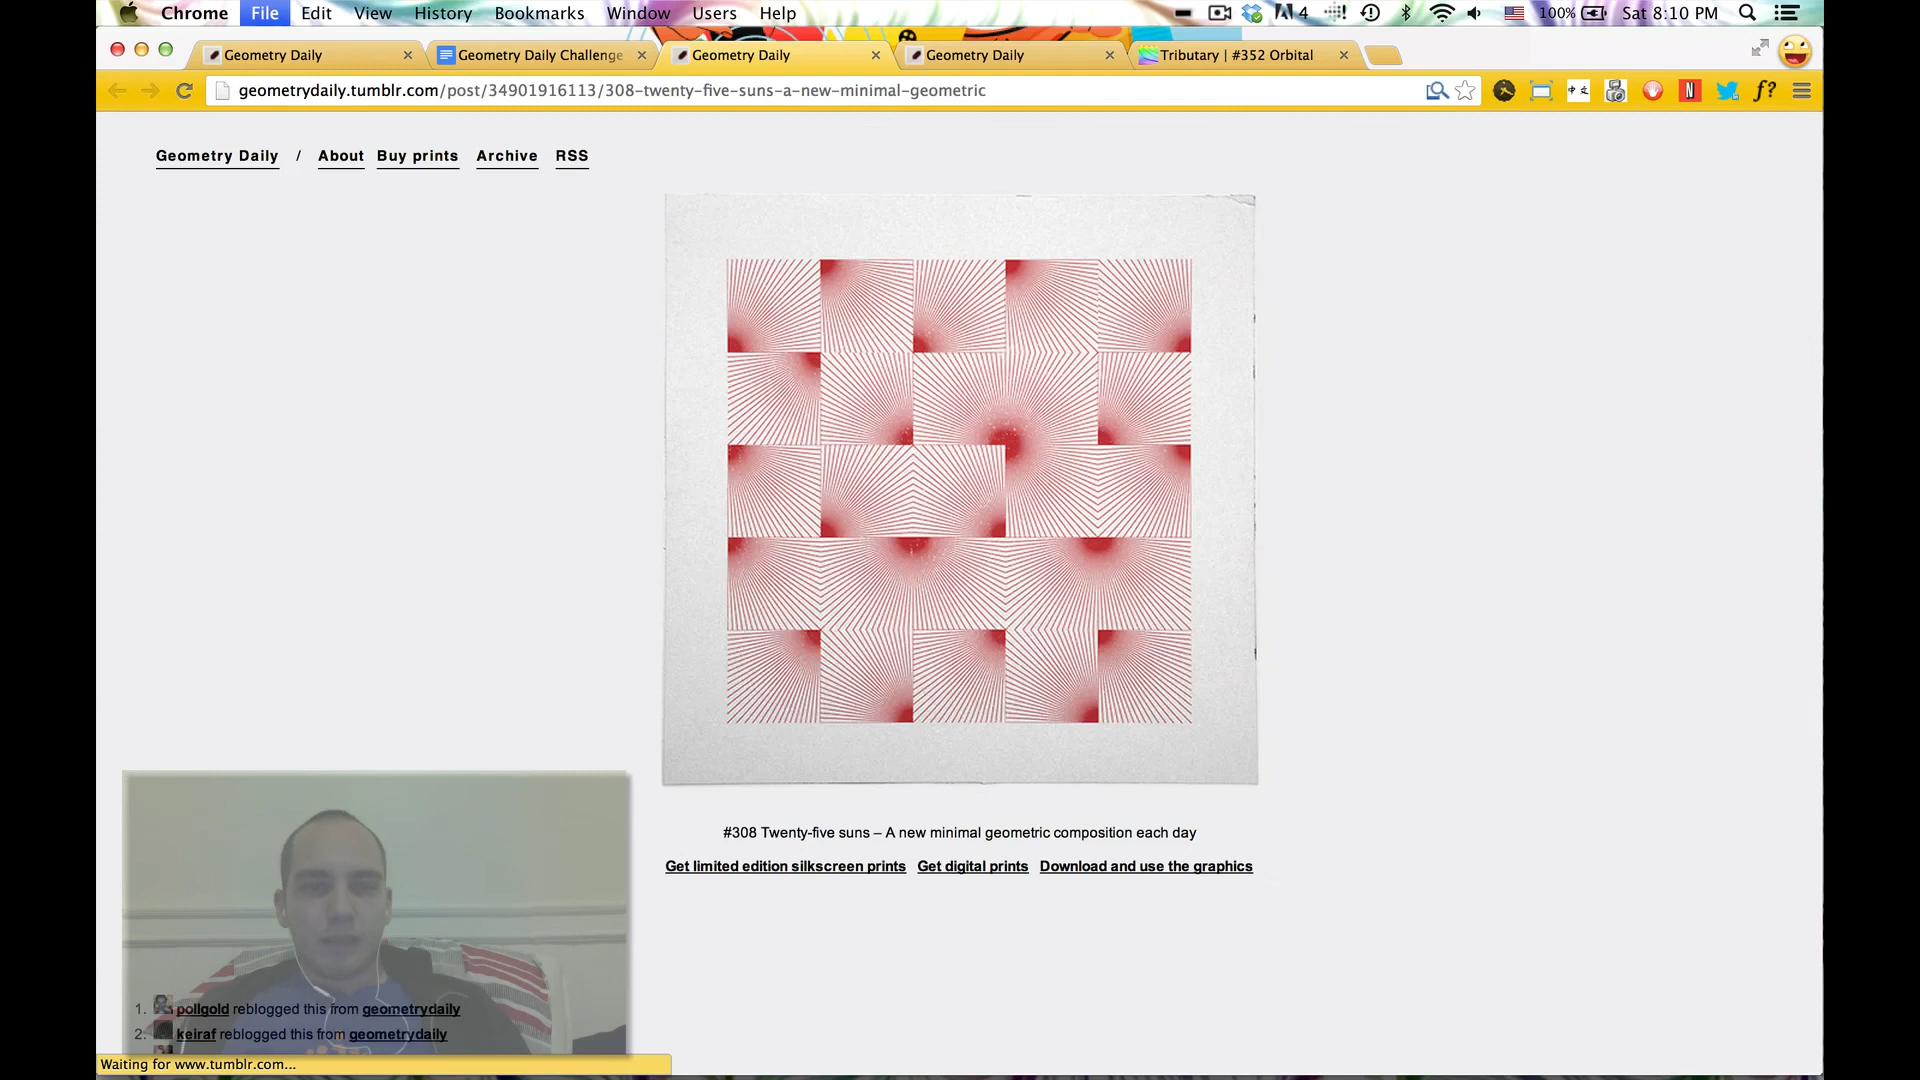 Chrome File Edit View History Bookmarks Window Users Help 4 100% Sat 8:10 PM
Geometry Daily Geometry Daily Challenge Geometry Daily Geometry Daily Tributary | #352 Orbital
geometrydaily.tumblr.com/post/34901916113/308-twenty-five-suns-a-new-minimal-geometric 中文 N f?
Geometry Daily / About Buy prints Archive RSS
#308 Twenty-five suns – A new minimal geometric composition each day
Get limited edition silkscreen prints Get digital prints Download and use the graphics
1. pollgold reblogged this from geometrydaily
2. keiraf reblogged this from geometrydaily
Waiting for www.tumblr.com...